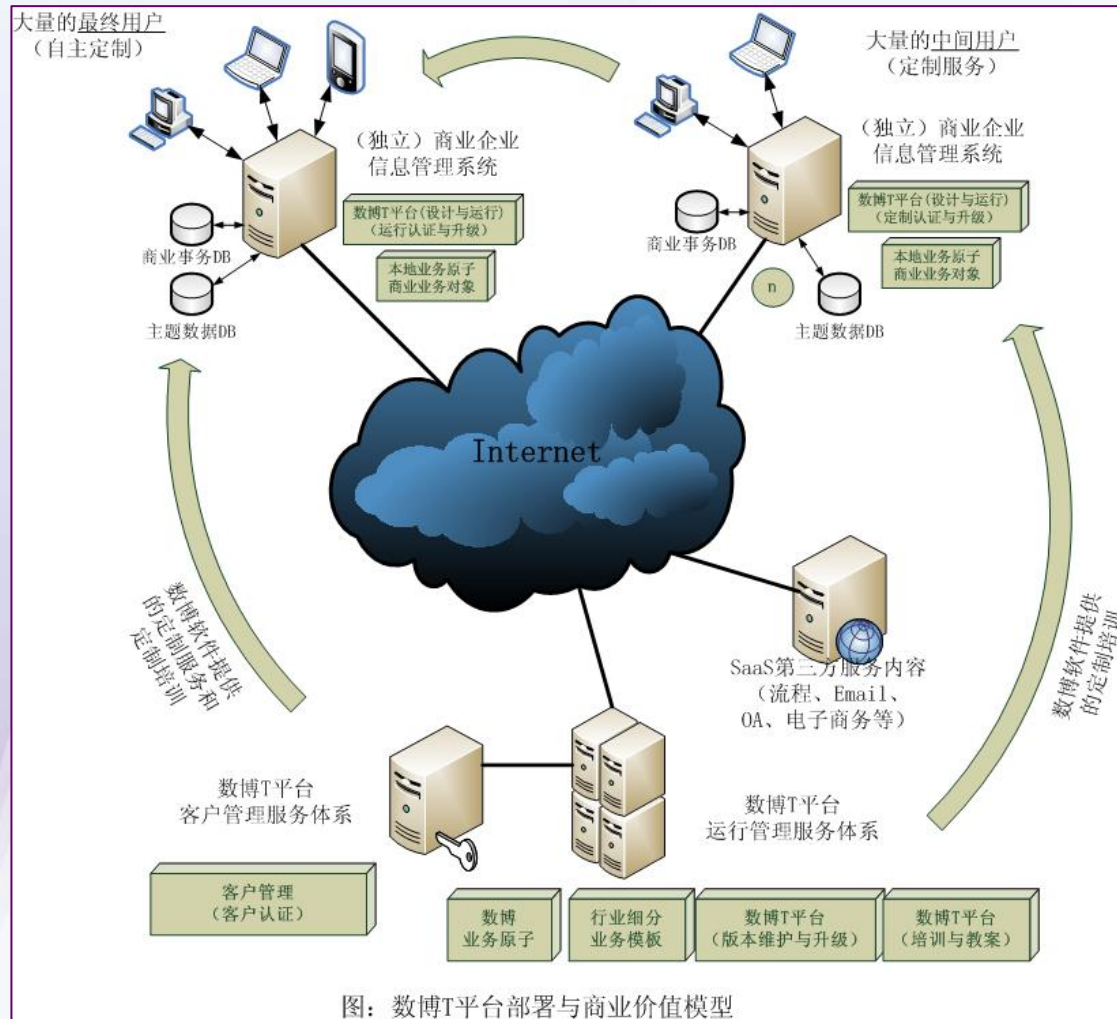 大量的最终用户
（自主定制）
大量的中间用户
（定制服务）
（独立）商业企业
信息管理系统
（独立）商业企业
信息管理系统
数博T平台(设计与运行)
(运行认证与升级)
数博T平台(设计与运行)
(定制认证与升级)
商业事务DB
商业事务DB
本地业务原子
商业业务对象
本地业务原子
商业业务对象
n
主题数据DB
主题数据DB
Internet
数博软件提供
的定制服务和
定制培训
数博软件提供
的定制培训
SaaS第三方服务内容
（流程、Email、
OA、电子商务等）
数博T平台
客户管理服务体系
数博T平台
运行管理服务体系
客户管理
（客户认证）
数博
业务原子
行业细分
业务模板
数博T平台
（版本维护与升级）
数博T平台
（培训与教案）
图：数博T平台部署与商业价值模型